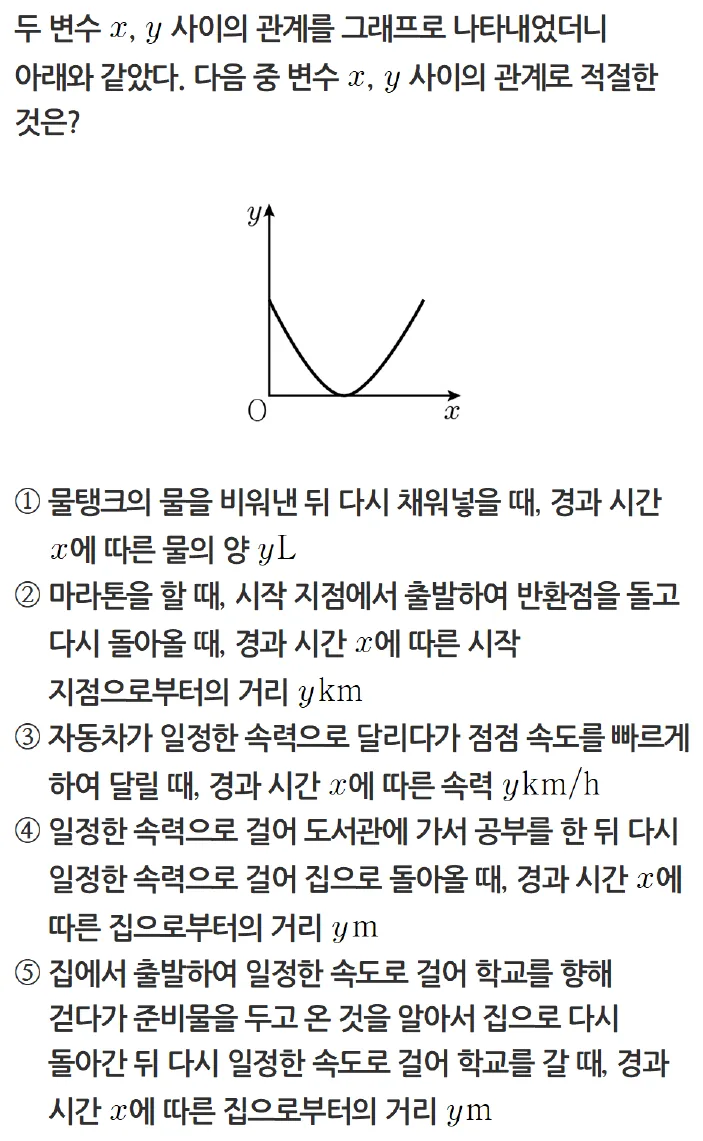 두 변수 x, y 사이의 관계를 그래프로 나타내었더니
아래와 같았다. 다음 중 변수 x, y 사이의 관계로 적절한
것은?
y
O
x
① 물탱크의 물을 비워낸 뒤 다시 채워넣을 때, 경과 시간
x에 따른 물의 양 yL
② 마라톤을 할 때, 시작 지점에서 출발하여 반환점을 돌고
다시 돌아올 때, 경과 시간 x에 따른 시작
지점으로부터의 거리 ykm
③ 자동차가 일정한 속력으로 달리다가 점점 속도를 빠르게
하여 달릴 때, 경과 시간 x에 따른 속력 ykm/h
④ 일정한 속력으로 걸어 도서관에 가서 공부를 한 뒤 다시
일정한 속력으로 걸어 집으로 돌아올 때, 경과 시간 x에
따른 집으로부터의 거리 ym
⑤ 집에서 출발하여 일정한 속도로 걸어 학교를 향해
걷다가 준비물을 두고 온 것을 알아서 집으로 다시
돌아간 뒤 다시 일정한 속도로 걸어 학교를 갈 때, 경과
시간 x에 따른 집으로부터의 거리 ym